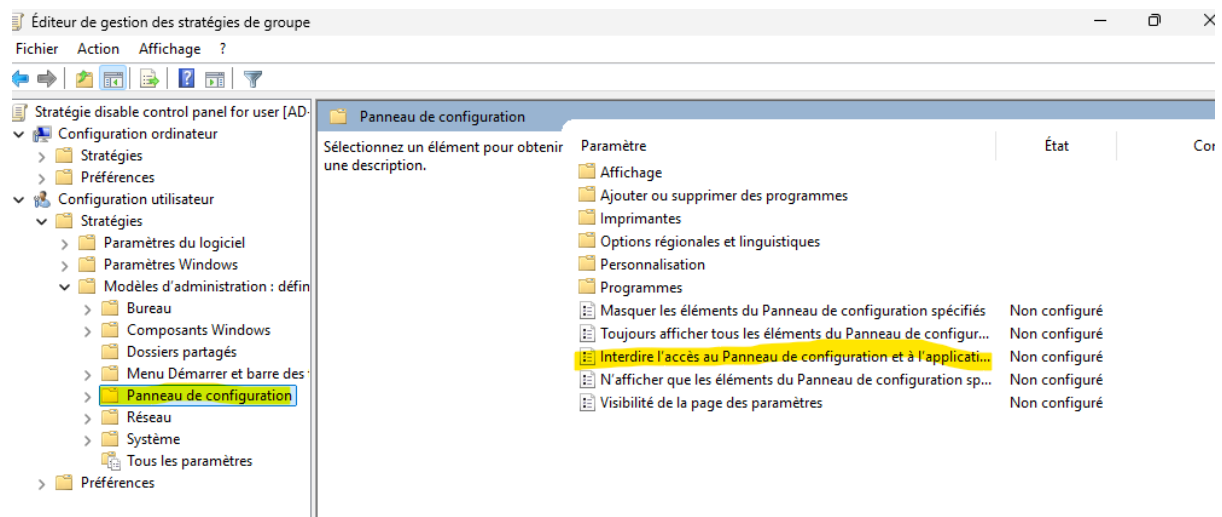 Éditeur de gestion des stratégies de groupe
Fichier Action Affichage ?
Stratégie disable control panel for user [AD-
Configuration ordinateur
Stratégies
Préférences
Configuration utilisateur
Stratégies
Paramètres du logiciel
Paramètres Windows
Modèles d'administration : défin
Bureau
Composants Windows
Dossiers partagés
Menu Démarrer et barre des
Panneau de configuration
Réseau
Système
Tous les paramètres
Préférences
Panneau de configuration
Sélectionnez un élément pour obtenir
une description.
Paramètre État Cor
Affichage
Ajouter ou supprimer des programmes
Imprimantes
Options régionales et linguistiques
Personnalisation
Programmes
Masquer les éléments du Panneau de configuration spécifiés Non configuré
Toujours afficher tous les éléments du Panneau de configur... Non configuré
Interdire l'accès au Panneau de configuration et à l'applicati... Non configuré
N'afficher que les éléments du Panneau de configuration sp... Non configuré
Visibilité de la page des paramètres Non configuré